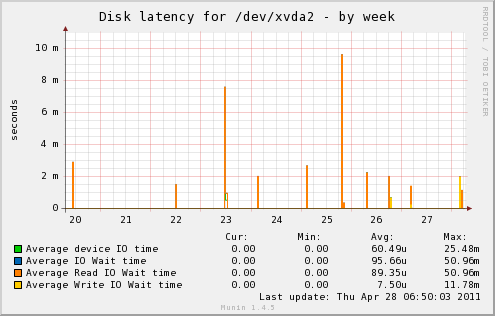 Disk latency for /dev/xvda2 - by week
RRDTOOL / TOBI OETIKER
seconds
10 m
8 m
6 m
4 m
2 m
0
20 21 22 23 24 25 26 27
Cur: Min: Avg: Max:
Average device IO time 0.00 0.00 60.49u 25.48m
Average IO Wait time 0.00 0.00 95.66u 50.96m
Average Read IO Wait time 0.00 0.00 89.35u 50.96m
Average Write IO Wait time 0.00 0.00 7.50u 11.78m
Last update: Thu Apr 28 06:50:03 2011
Munin 1.4.5